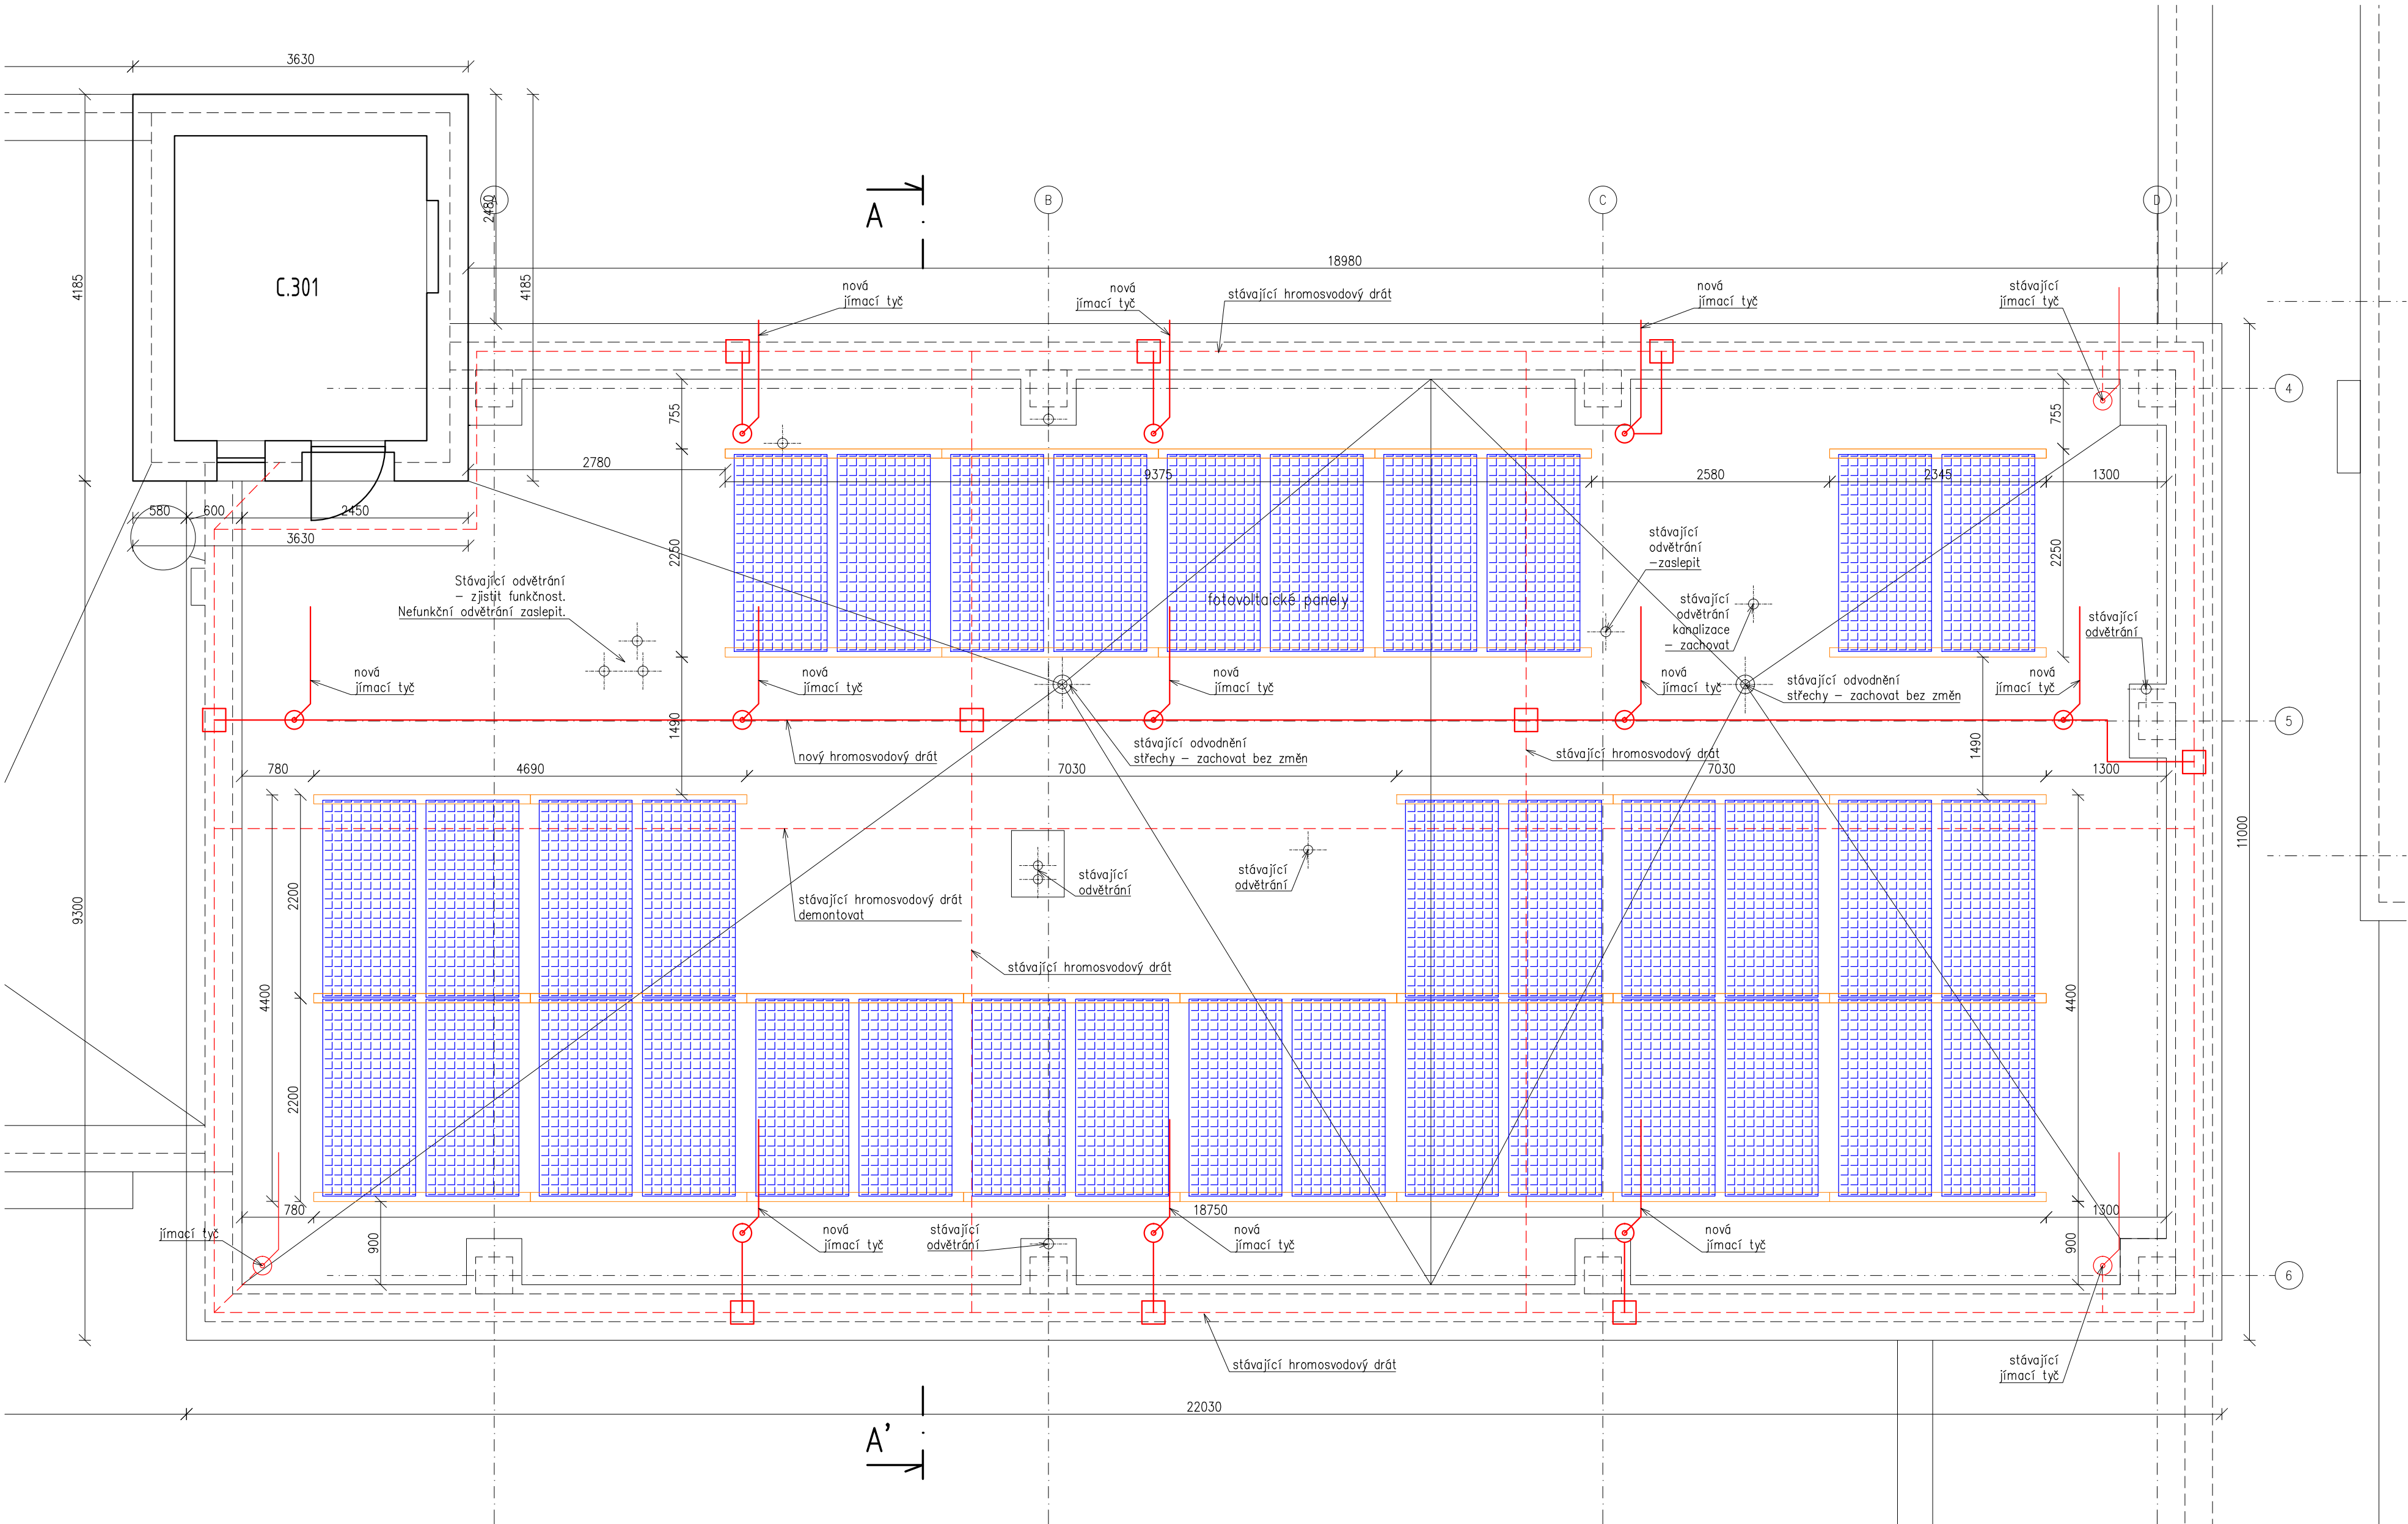 3630
2480
4185
4185
C.301
A
B
C
D
18980
nová
jímací tyč
nová
jímací tyč
stávající hromosvodový drát
nová
jímací tyč
stávající
jímací tyč
4
755
755
2780
9375
2580
2345
1300
580
600
2450
3630
2250
2250
stávající
odvětrání
-zaslepit
Stávající odvětrání
- zjistit funkčnost.
Nefunkční odvětrání zaslepit.
fotovoltaické panely
stávající
odvětrání
kanalizace
- zachovat
stávající
odvětrání
nová
jímací tyč
nová
jímací tyč
nová
jímací tyč
nová
jímací tyč
stávající odvodnění
střechy - zachovat bez změn
nová
jímací tyč
5
1490
1490
nový hromosvodový drát
stávající odvodnění
střechy - zachovat bez změn
stávající hromosvodový drát
780
4690
7030
7030
1300
11000
9300
2200
4400
2200
4400
stávající
odvětrání
stávající
odvětrání
stávající hromosvodový drát
demontovat
stávající hromosvodový drát
780
18750
1300
jímací tyč
900
nová
jímací tyč
stávající
odvětrání
nová
jímací tyč
nová
jímací tyč
900
6
stávající hromosvodový drát
stávající
jímací tyč
22030
A'